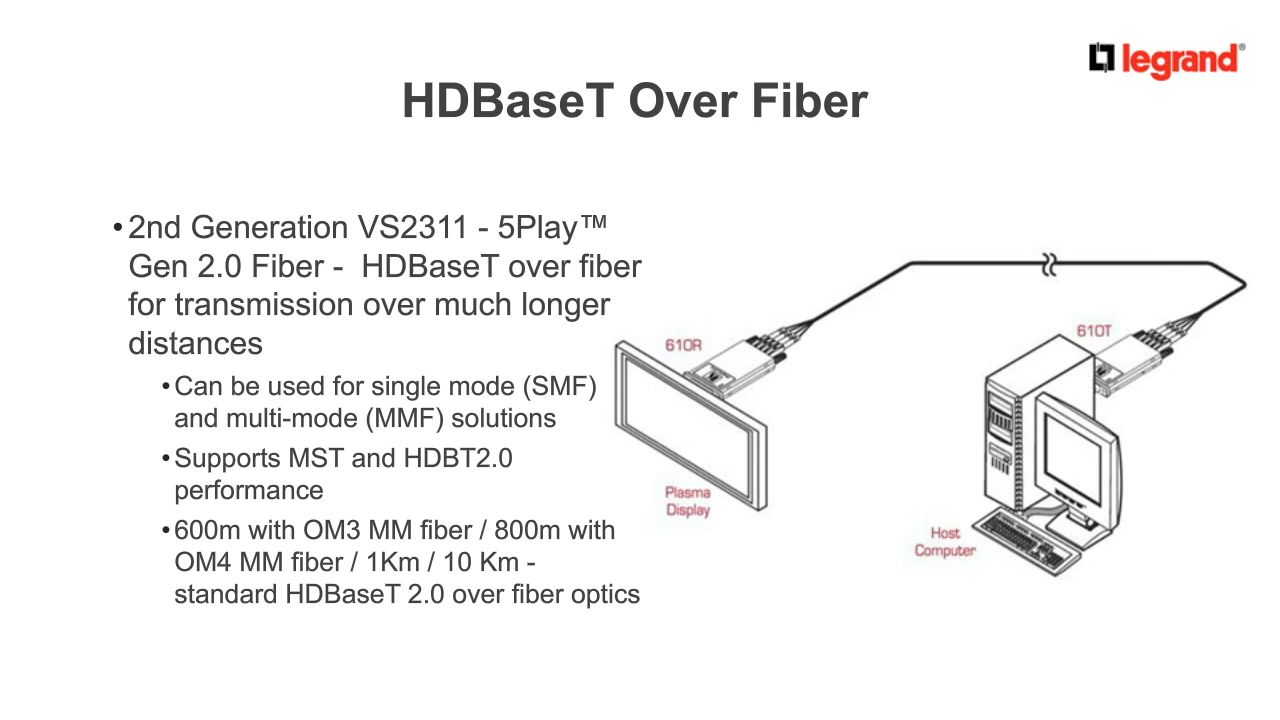 legrand®
HDBaseT Over Fiber
•2nd Generation VS2311 - 5Play™
Gen 2.0 Fiber -  HDBaseT over fiber
for transmission over much longer
distances
•Can be used for single mode (SMF)
and multi-mode (MMF) solutions
•Supports MST and HDBT2.0
performance
•600m with OM3 MM fiber / 800m with
OM4 MM fiber / 1Km / 10 Km -
standard HDBaseT 2.0 over fiber optics
610R
610T
Plasma
Display
Host
Computer